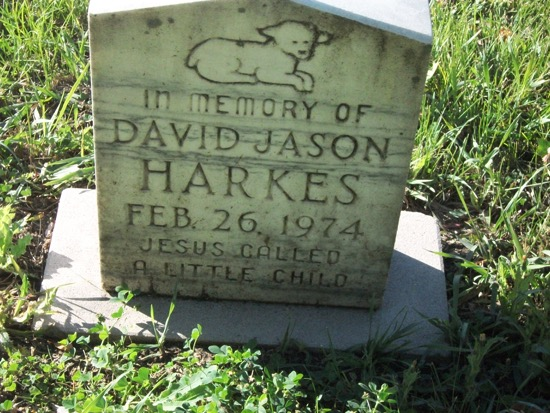 IN MEMORY OF
DAVID JASON
HARKES
FEB. 26, 1974
JESUS CALLED
A LITTLE CHILD